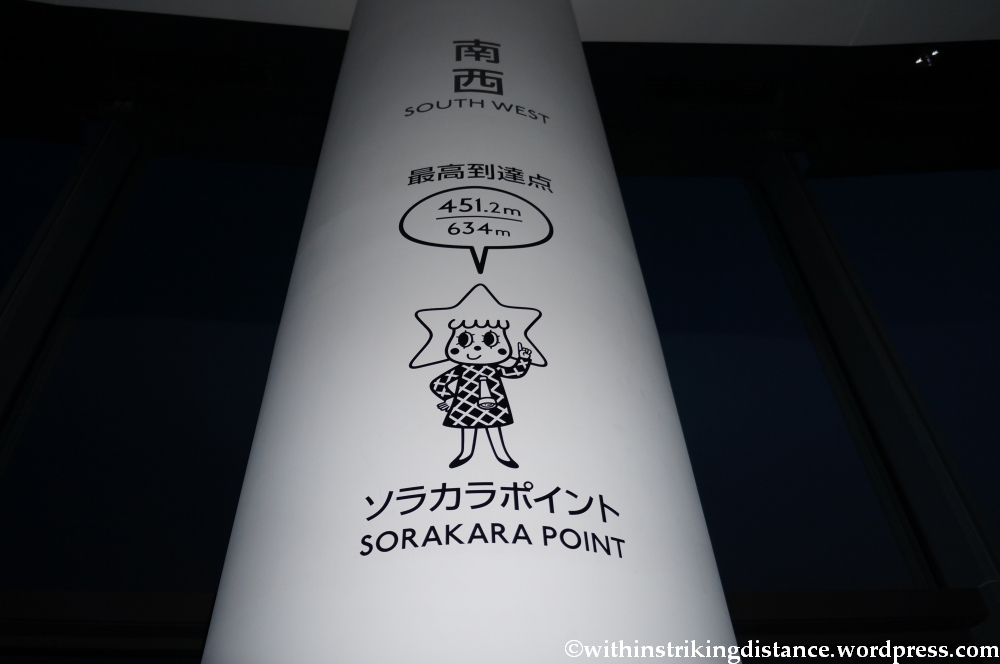 南
西
SOUTH WEST
最高到達点
451.2m
634m
ソラカラポイント
SORAKARA POINT
©withinstrikingdistance.wordpress.com